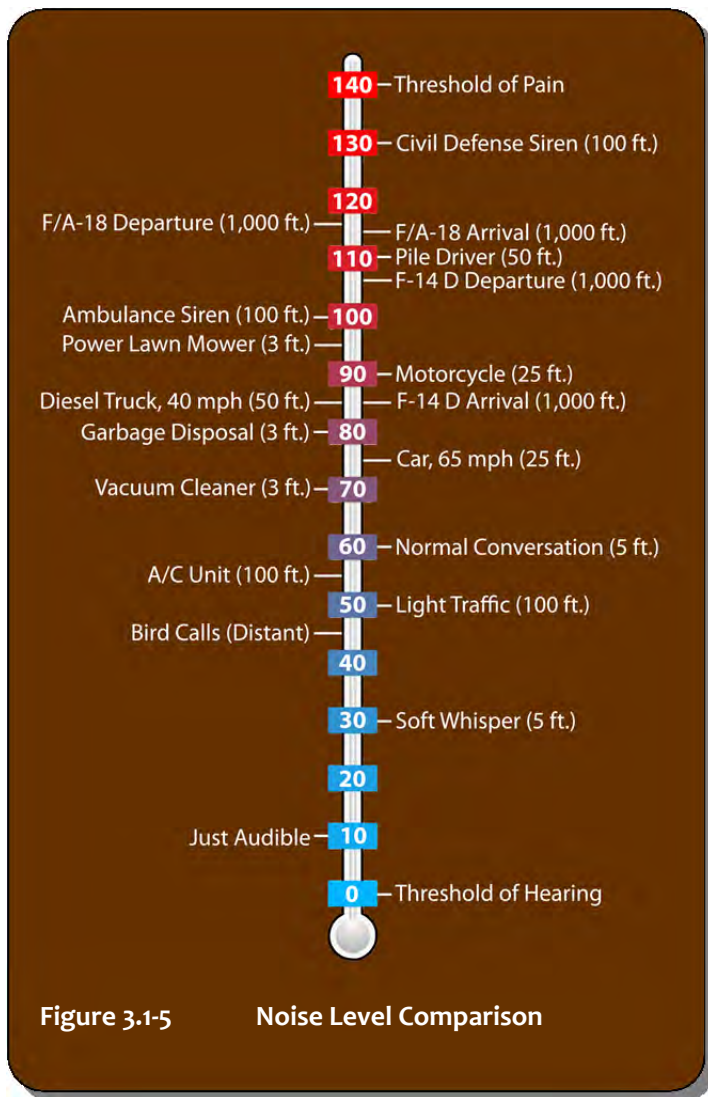 140 Threshold of Pain
130 Civil Defense Siren (100 ft.)
120
F/A-18 Departure (1,000 ft.)
F/A-18 Arrival (1,000 ft.)
110 Pile Driver (50 ft.)
F-14 D Departure (1,000 ft.)
Ambulance Siren (100 ft.) 100
Power Lawn Mower (3 ft.)
90 Motorcycle (25 ft.)
Diesel Truck, 40 mph (50 ft.) F-14 D Arrival (1,000 ft.)
Garbage Disposal (3 ft.) 80
Car, 65 mph (25 ft.)
Vacuum Cleaner (3 ft.) 70
60 Normal Conversation (5 ft.)
A/C Unit (100 ft.)
50 Light Traffic (100 ft.)
Bird Calls (Distant)
40
30 Soft Whisper (5 ft.)
20
Just Audible 10
0 Threshold of Hearing
Figure 3.1-5 Noise Level Comparison